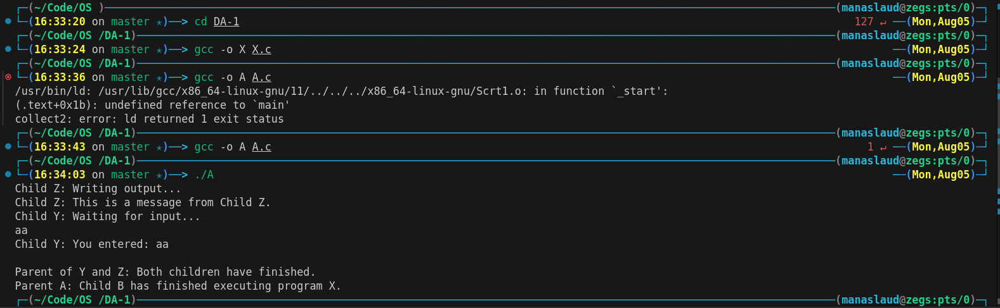 ┌─(~/Code/OS )──(manaslaud@zegs:pts/0)─┐
└─(16:33:20 on master ✭)──> cd DA-1 127 ↵ ──(Mon,Aug05)─┘
┌─(~/Code/OS /DA-1)──(manaslaud@zegs:pts/0)─┐
└─(16:33:24 on master ✭)──> gcc -o X X.c ──(Mon,Aug05)─┘
┌─(~/Code/OS /DA-1)──(manaslaud@zegs:pts/0)─┐
└─(16:33:36 on master ✭)──> gcc -o A A.c ──(Mon,Aug05)─┘
/usr/bin/ld: /usr/lib/gcc/x86_64-linux-gnu/11/../../../x86_64-linux-gnu/Scrt1.o: in function `_start':
(.text+0x1b): undefined reference to `main'
collect2: error: ld returned 1 exit status
┌─(~/Code/OS /DA-1)──(manaslaud@zegs:pts/0)─┐
└─(16:33:43 on master ✭)──> gcc -o A A.c 1 ↵ ──(Mon,Aug05)─┘
┌─(~/Code/OS /DA-1)──(manaslaud@zegs:pts/0)─┐
└─(16:34:03 on master ✭)──> ./A ──(Mon,Aug05)─┘
Child Z: Writing output...
Child Z: This is a message from Child Z.
Child Y: Waiting for input...
aa
Child Y: You entered: aa
Parent of Y and Z: Both children have finished.
Parent A: Child B has finished executing program X.
┌─(~/Code/OS /DA-1)──(manaslaud@zegs:pts/0)─┐